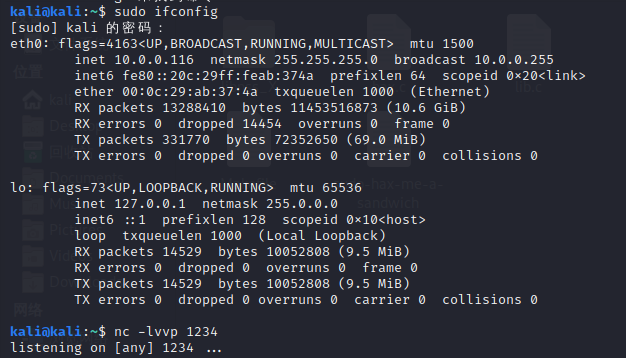 kali@kali:~$ sudo ifconfig
[sudo] kali 的密码：
eth0: flags=4163<UP,BROADCAST,RUNNING,MULTICAST>  mtu 1500
        inet 10.0.0.116  netmask 255.255.255.0  broadcast 10.0.0.255
        inet6 fe80::20c:29ff:feab:374a  prefixlen 64  scopeid 0×20<link>
        ether 00:0c:29:ab:37:4a  txqueuelen 1000  (Ethernet)
        RX packets 13288410  bytes 11453516873 (10.6 GiB)
        RX errors 0  dropped 14454  overruns 0  frame 0
        TX packets 331770  bytes 72352650 (69.0 MiB)
        TX errors 0  dropped 0 overruns 0  carrier 0  collisions 0

lo: flags=73<UP,LOOPBACK,RUNNING>  mtu 65536
        inet 127.0.0.1  netmask 255.0.0.0
        inet6 ::1  prefixlen 128  scopeid 0×10<host>
        loop  txqueuelen 1000  (Local Loopback)
        RX packets 14529  bytes 10052808 (9.5 MiB)
        RX errors 0  dropped 0  overruns 0  frame 0
        TX packets 14529  bytes 10052808 (9.5 MiB)
        TX errors 0  dropped 0 overruns 0  carrier 0  collisions 0

kali@kali:~$ nc -lvvp 1234
listening on [any] 1234 ...